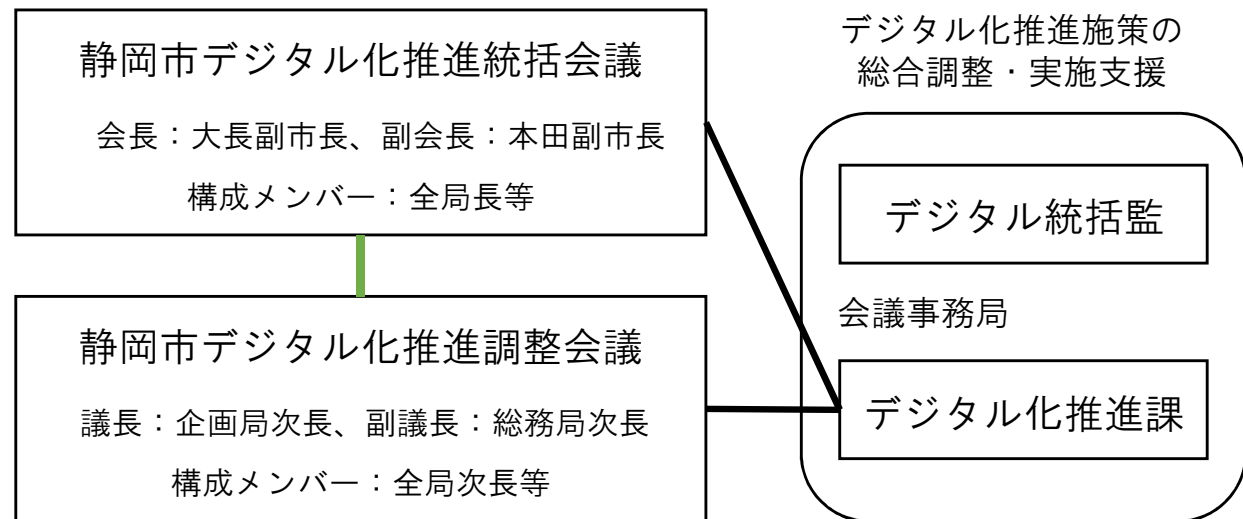 静岡市デジタル化推進統括会議
会長：大長副市長、副会長：本田副市長
構成メンバー：全局長等
静岡市デジタル化推進調整会議
議長：企画局次長、副議長：総務局次長
構成メンバー：全局次長等
デジタル化推進施策の
総合調整・実施支援
デジタル統括監
会議事務局
デジタル化推進課